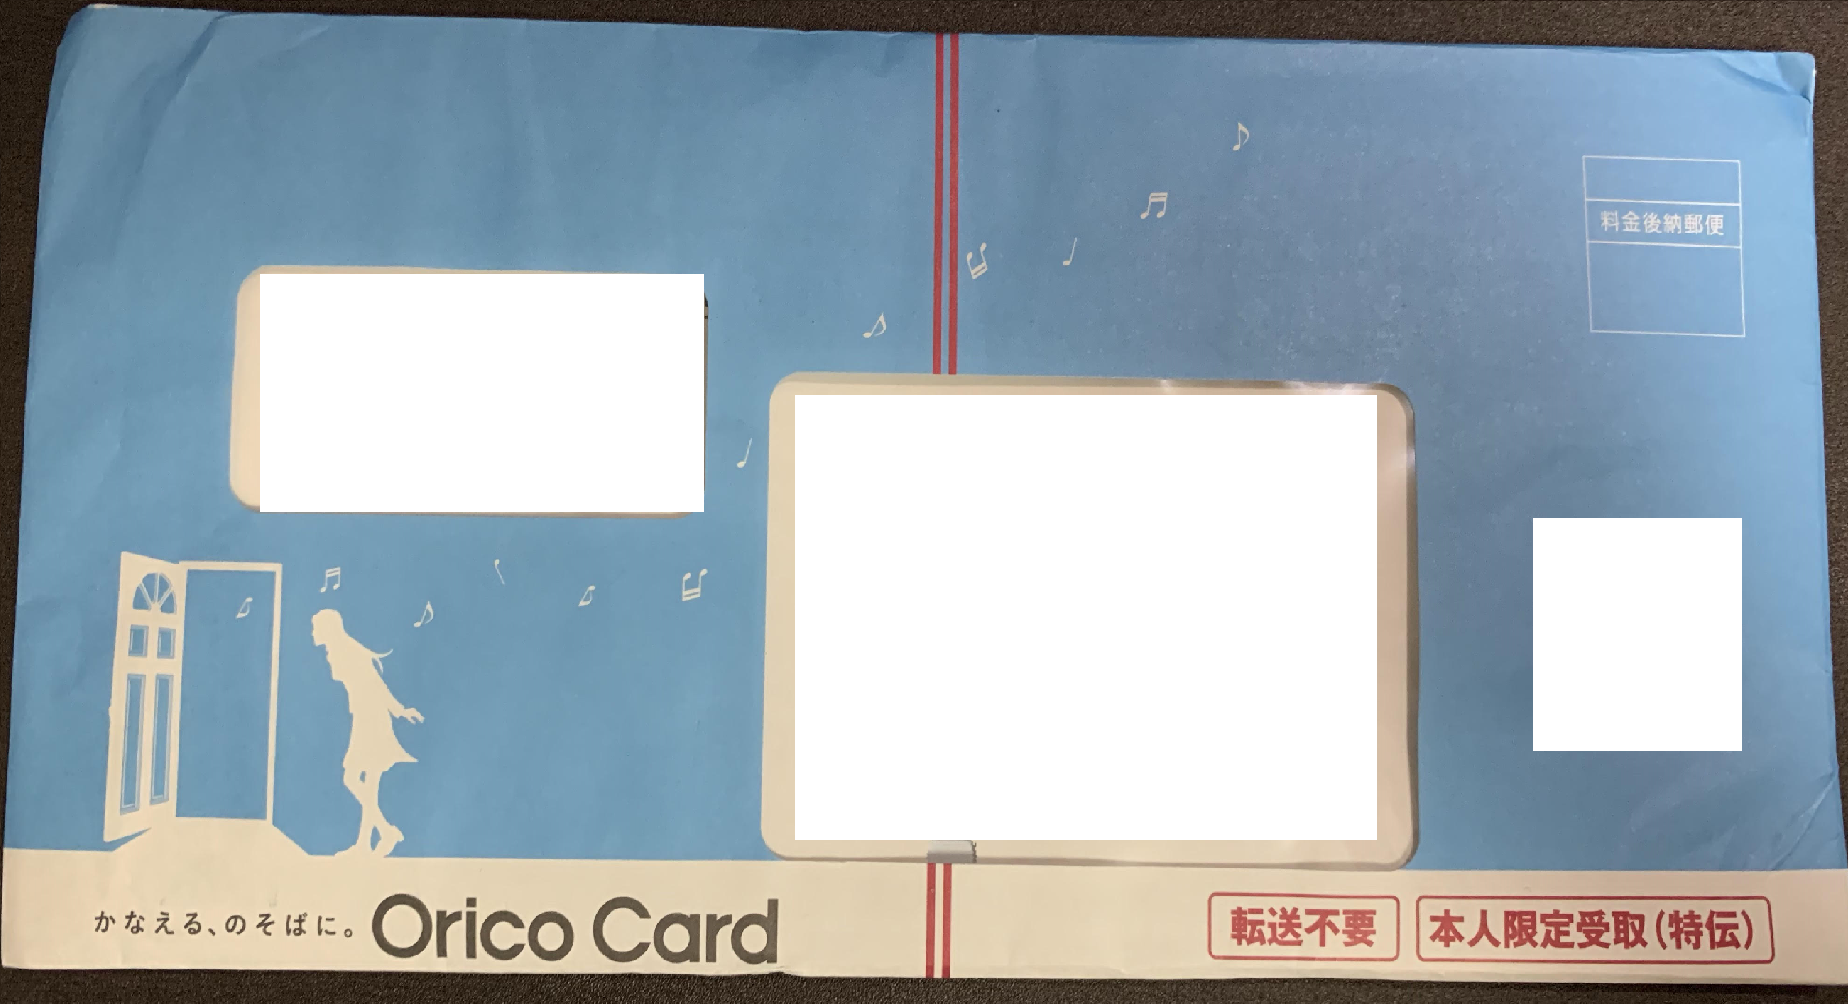 料金後納郵便
かなえる、のそばに。 Orico Card
転送不要 本人限定受取(特伝)